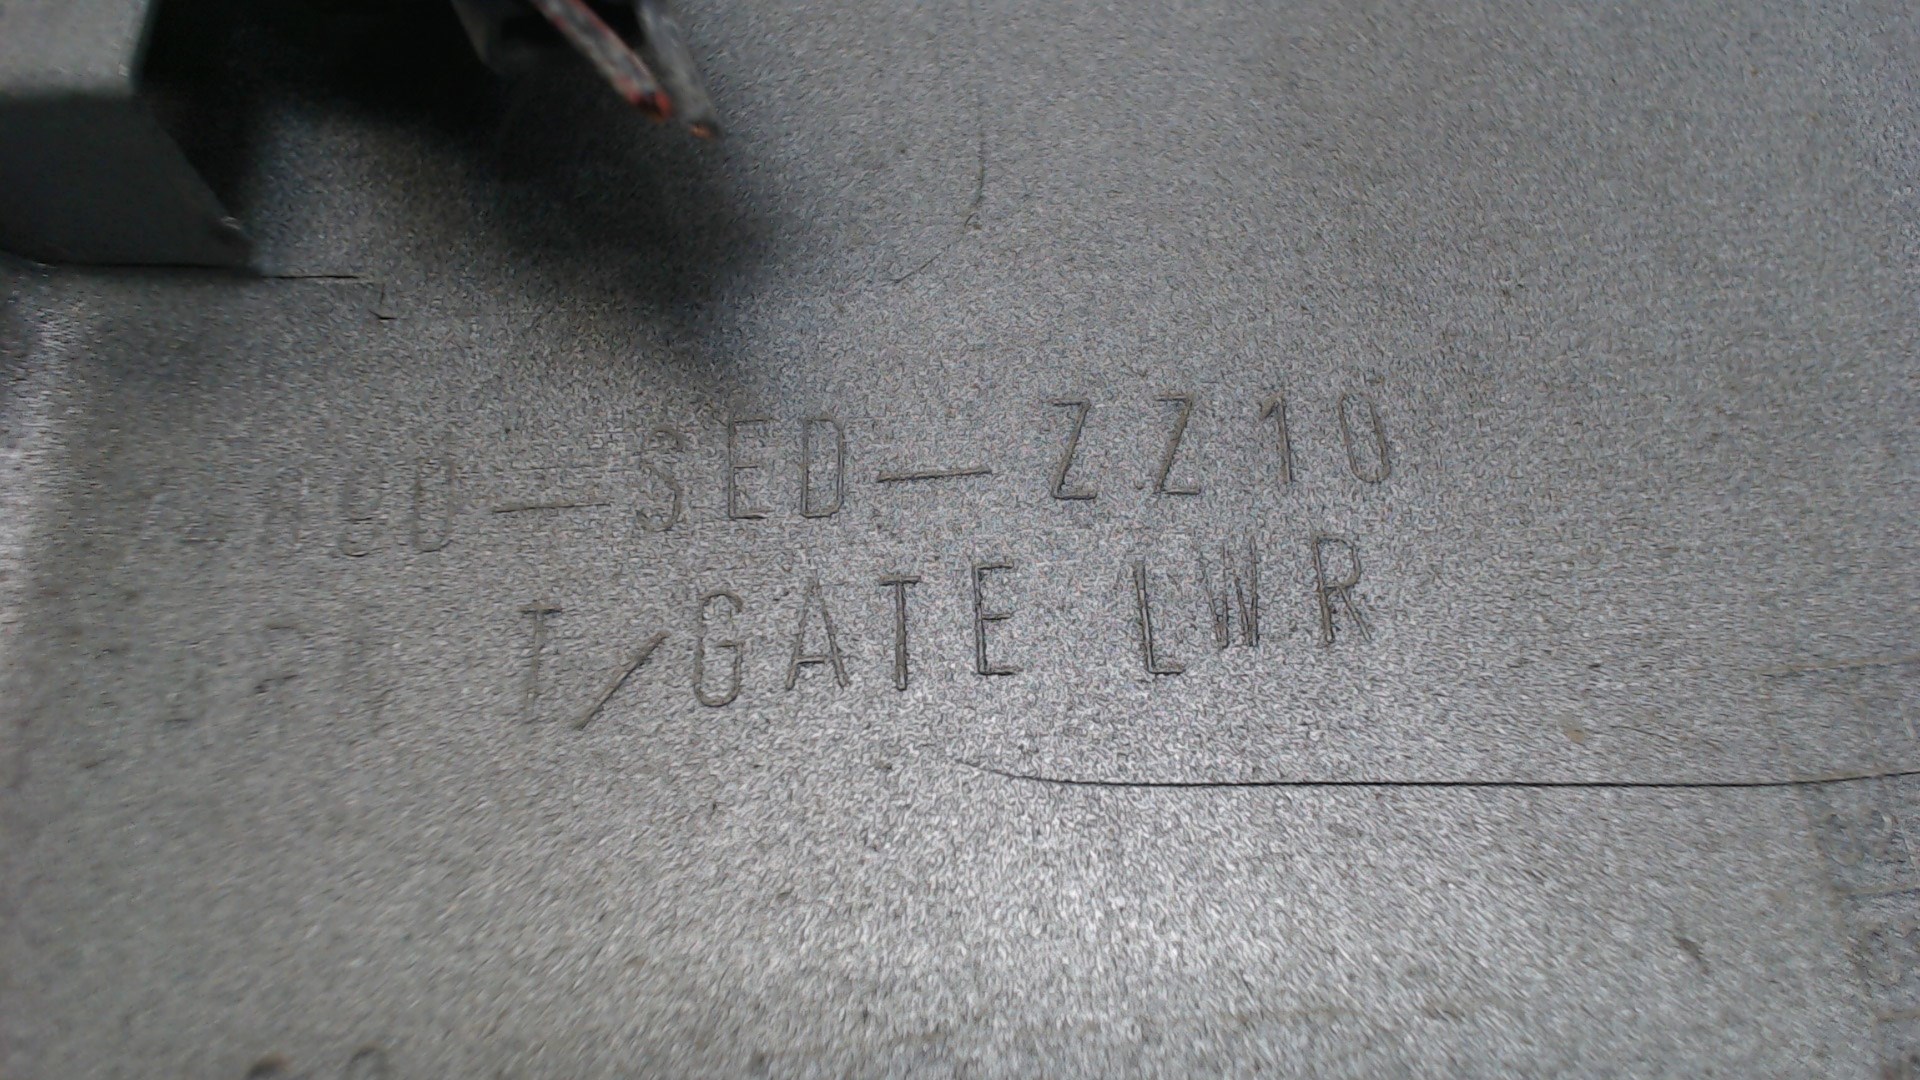 -SED-ZZ10
T/GATE LWR